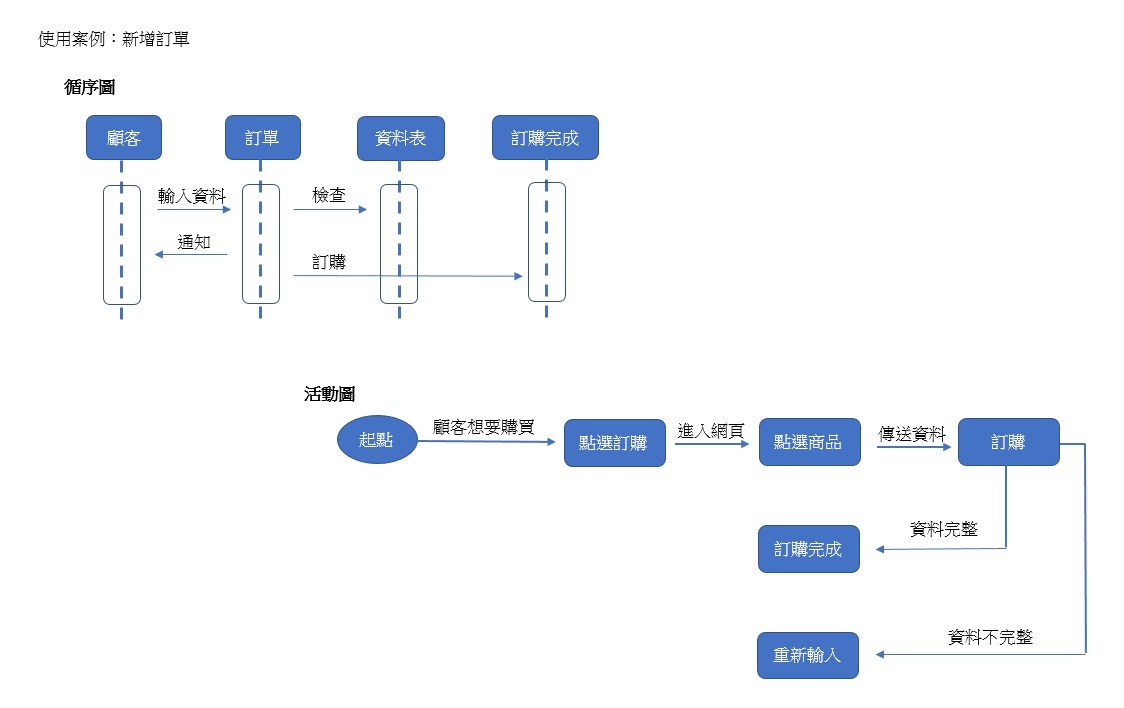 使用案例：新增訂單
循序圖
顧客
訂單
資料表
訂購完成
輸入資料
檢查
通知
訂購
活動圖
起點
顧客想要購買
點選訂購
進入網頁
點選商品
傳送資料
訂購
資料完整
訂購完成
資料不完整
重新輸入